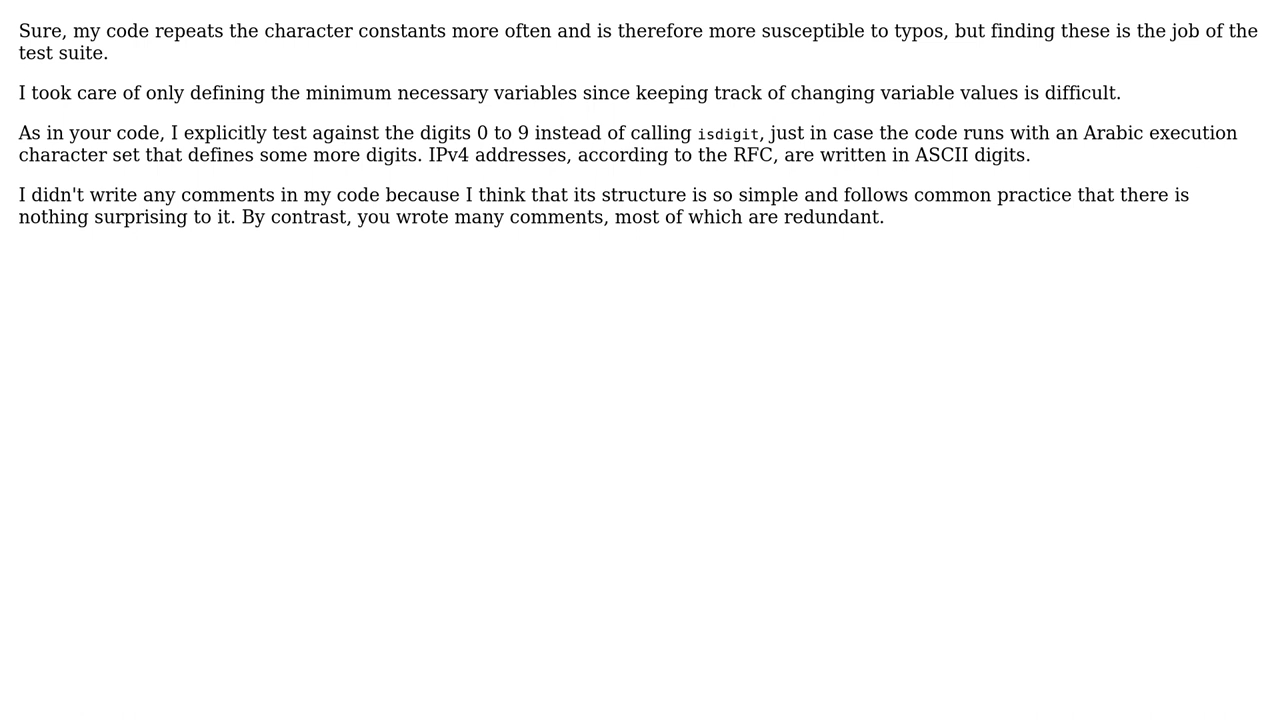 Sure, my code repeats the character constants more often and is therefore more susceptible to typos, but finding these is the job of the
test suite.
I took care of only defining the minimum necessary variables since keeping track of changing variable values is difficult.
As in your code, I explicitly test against the digits 0 to 9 instead of calling isdigit, just in case the code runs with an Arabic execution
character set that defines some more digits. IPv4 addresses, according to the RFC, are written in ASCII digits.
I didn't write any comments in my code because I think that its structure is so simple and follows common practice that there is
nothing surprising to it. By contrast, you wrote many comments, most of which are redundant.